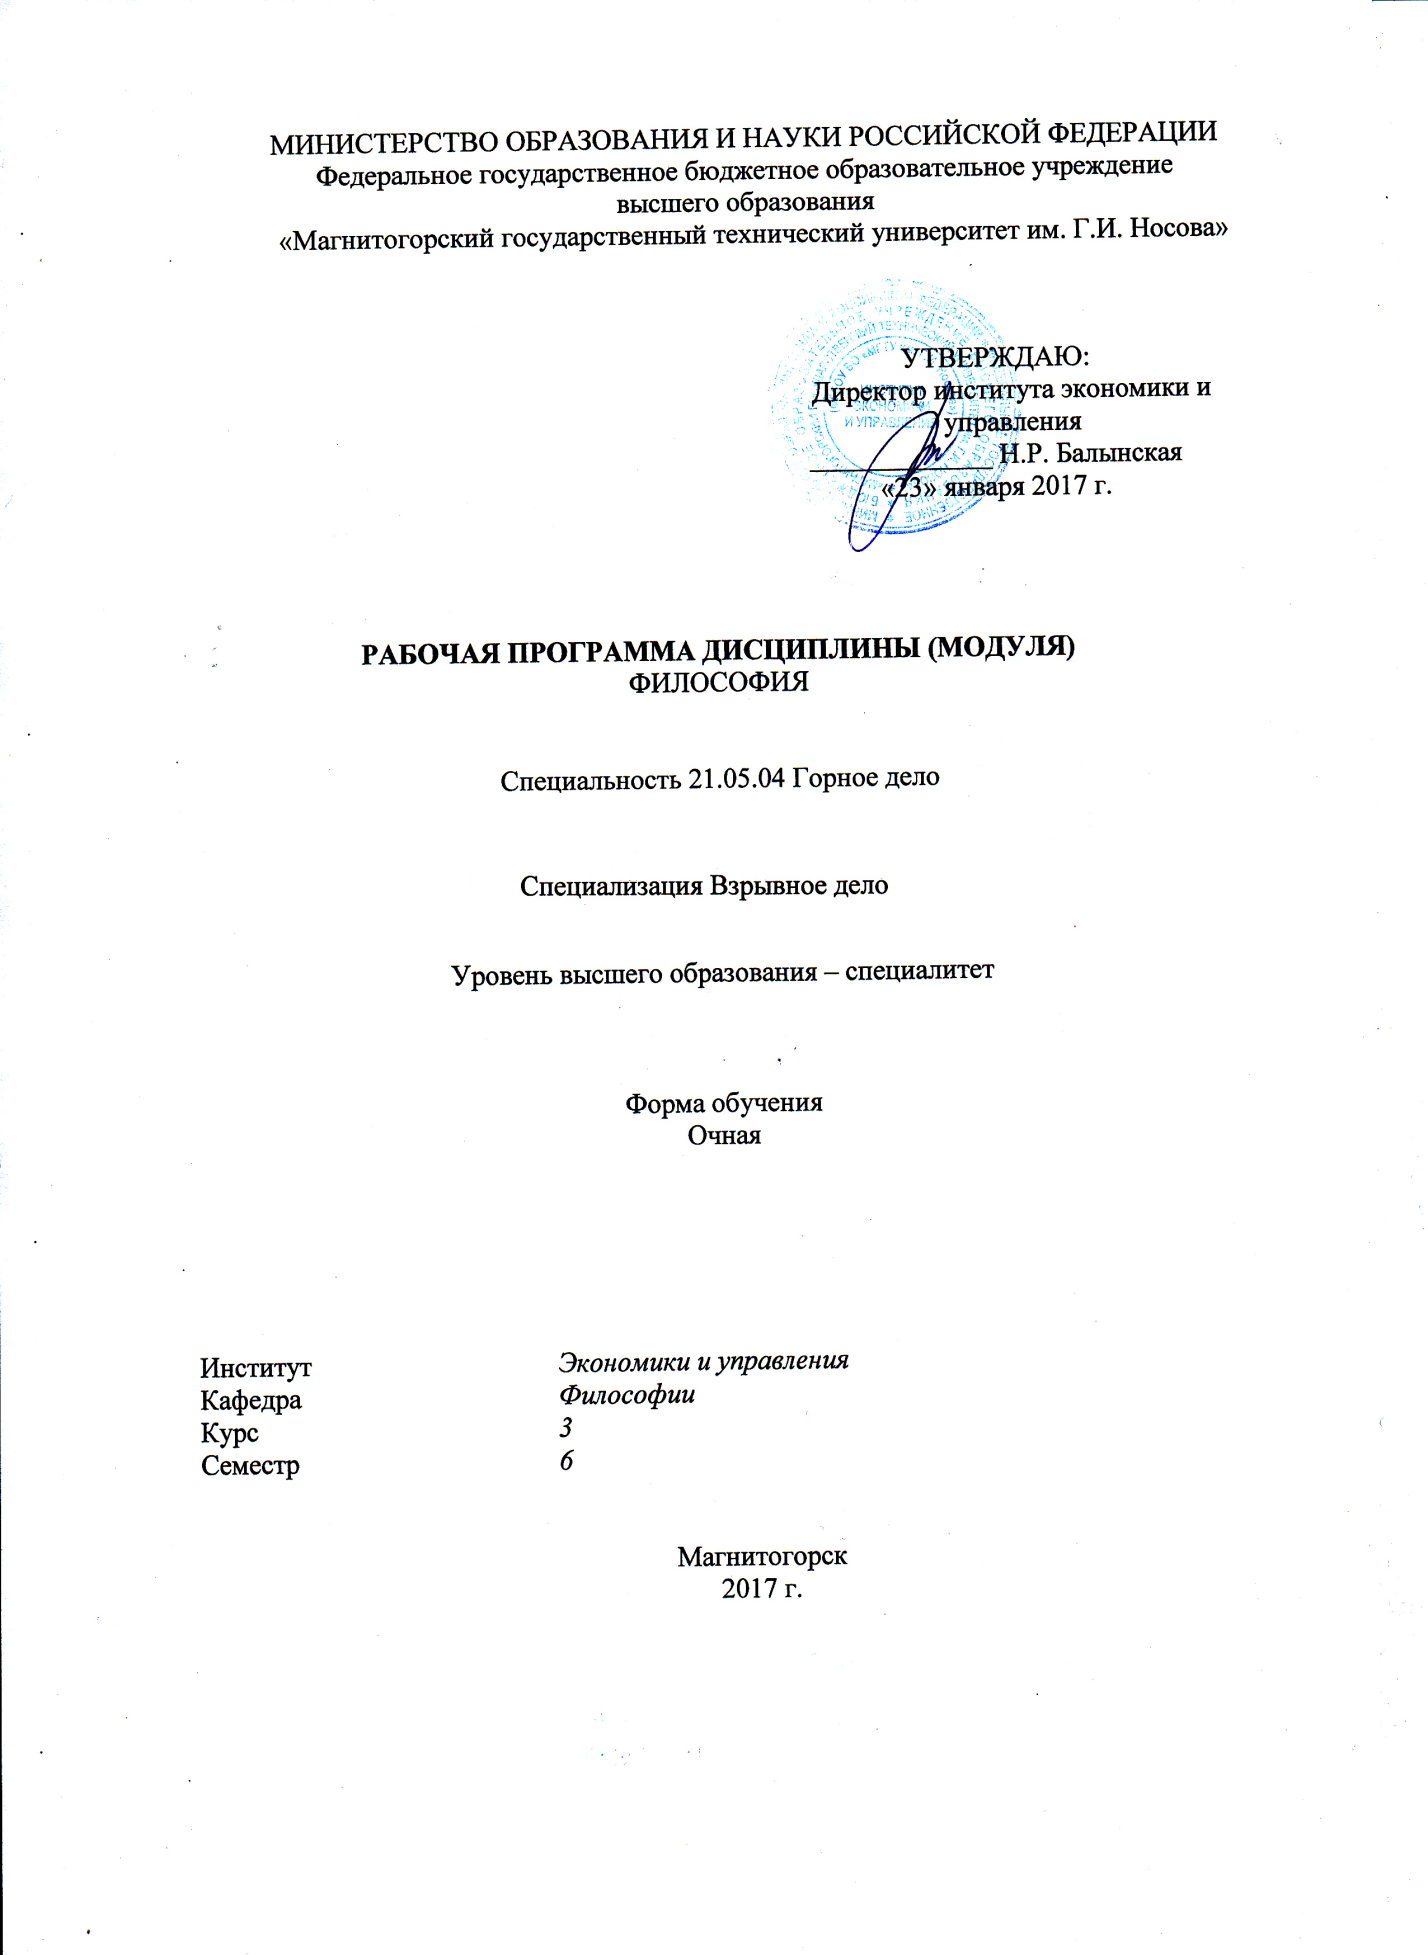 МИНИСТЕРСТВО ОБРАЗОВАНИЯ И НАУКИ РОССИЙСКОЙ ФЕДЕРАЦИИ
Федеральное государственное бюджетное образовательное учреждение
высшего образования
«Магнитогорский государственный технический университет им. Г.И. Носова»
УТВЕРЖДАЮ:
Директор института экономики и
управления
Н.Р. Балынская
«23» января 2017 г.
ЭКОНОМИКИ
И УПРАВЛЕНИЯ
РАБОЧАЯ ПРОГРАММА ДИСЦИПЛИНЫ (МОДУЛЯ)
ФИЛОСОФИЯ
Специальность 21.05.04 Горное дело
Специализация Взрывное дело
Уровень высшего образования – специалитет
Форма обучения
Очная
Институт Экономики и управления
Кафедра Философии
Курс 3
Семестр 6
Магнитогорск
2017 г.